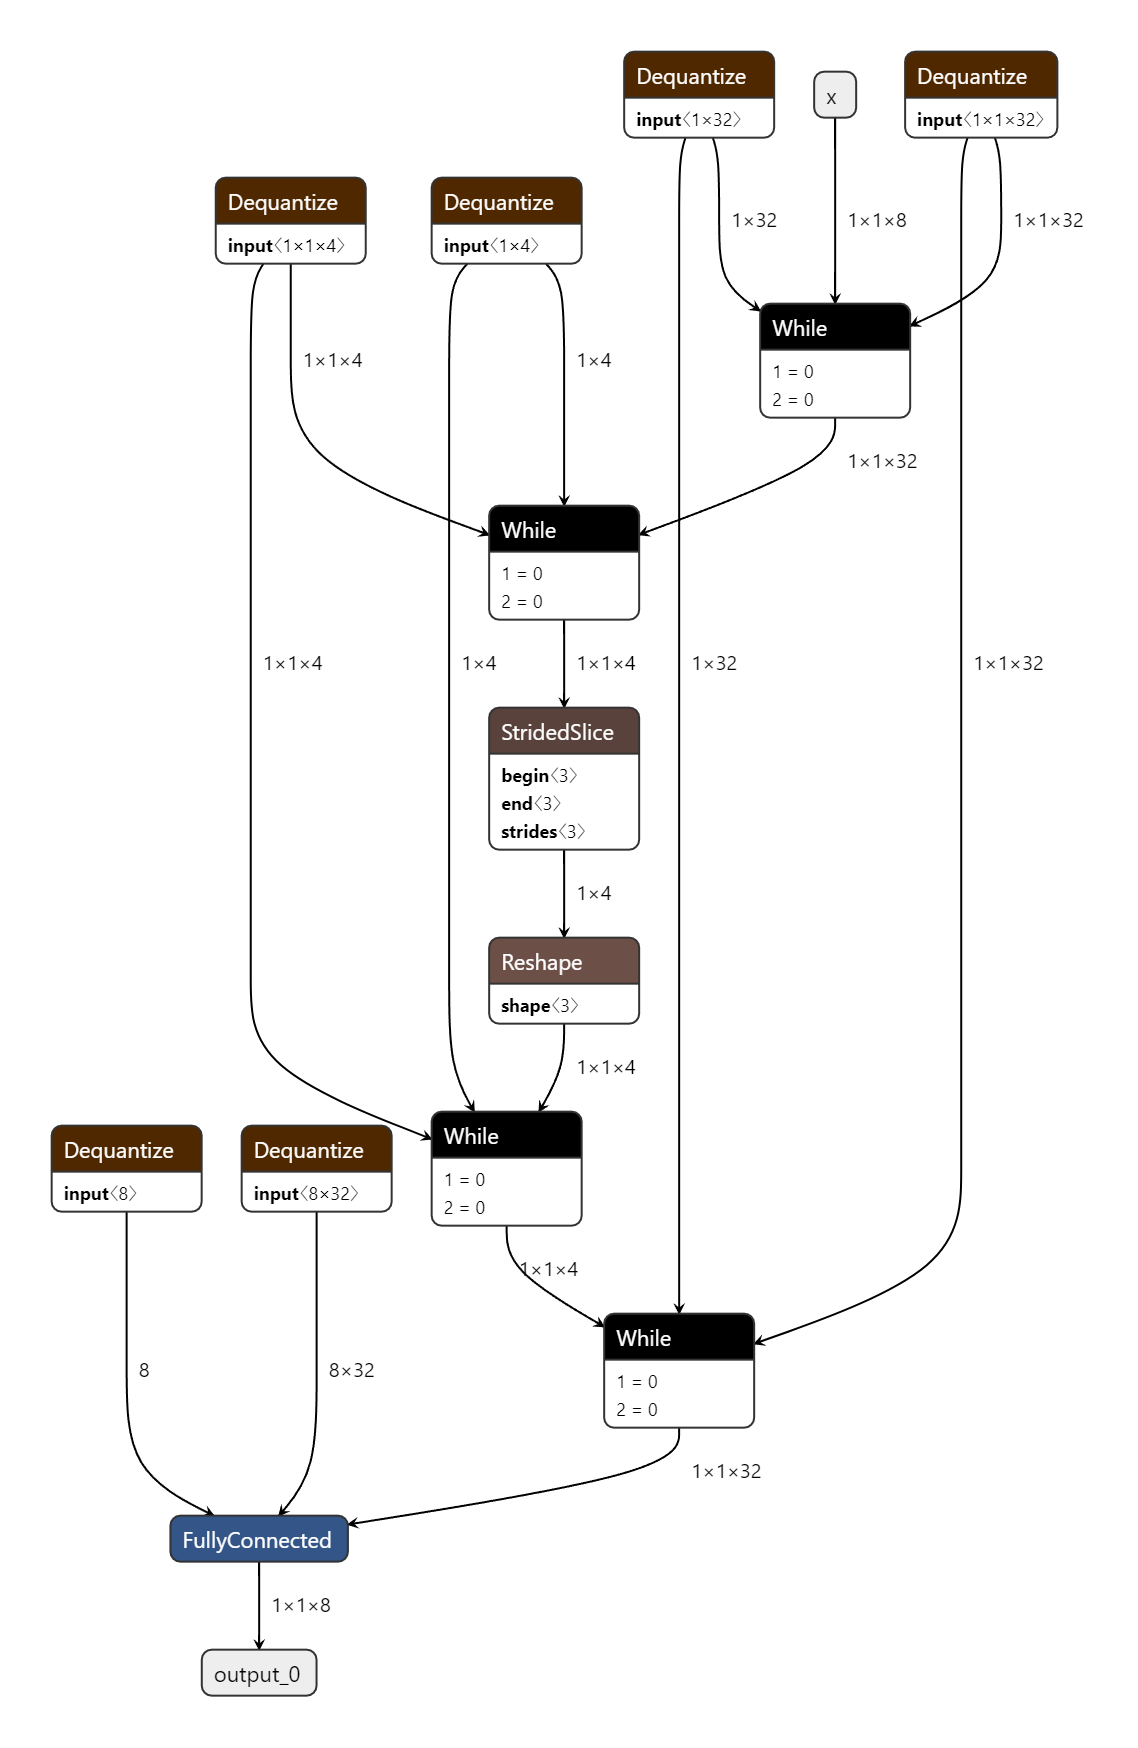 Dequantize
input〈1×32〉
x
Dequantize
input〈1×1×32〉
Dequantize
input〈1×1×4〉
Dequantize
input〈1×4〉
1×32
1×1×8
1×1×32
While
1 = 0
2 = 0
1×1×4
1×4
1×1×32
While
1 = 0
2 = 0
1×1×4
1×4
1×1×4
1×32
1×1×32
StridedSlice
begin〈3〉
end〈3〉
strides〈3〉
1×4
Reshape
shape〈3〉
1×1×4
Dequantize
input〈8〉
Dequantize
input〈8×32〉
While
1 = 0
2 = 0
1×1×4
While
1 = 0
2 = 0
8
8×32
1×1×32
FullyConnected
1×1×8
output_0